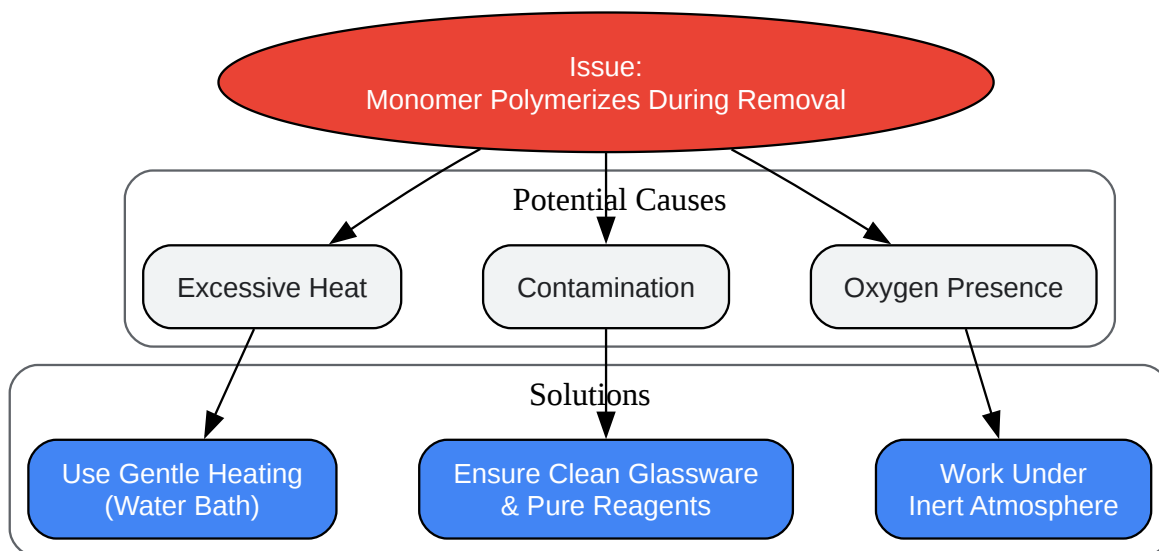 Issue:
Monomer Polymerizes During Removal
Potential Causes
Excessive Heat
Contamination
Oxygen Presence
Solutions
Use Gentle Heating
(Water Bath)
Ensure Clean Glassware
& Pure Reagents
Work Under
Inert Atmosphere